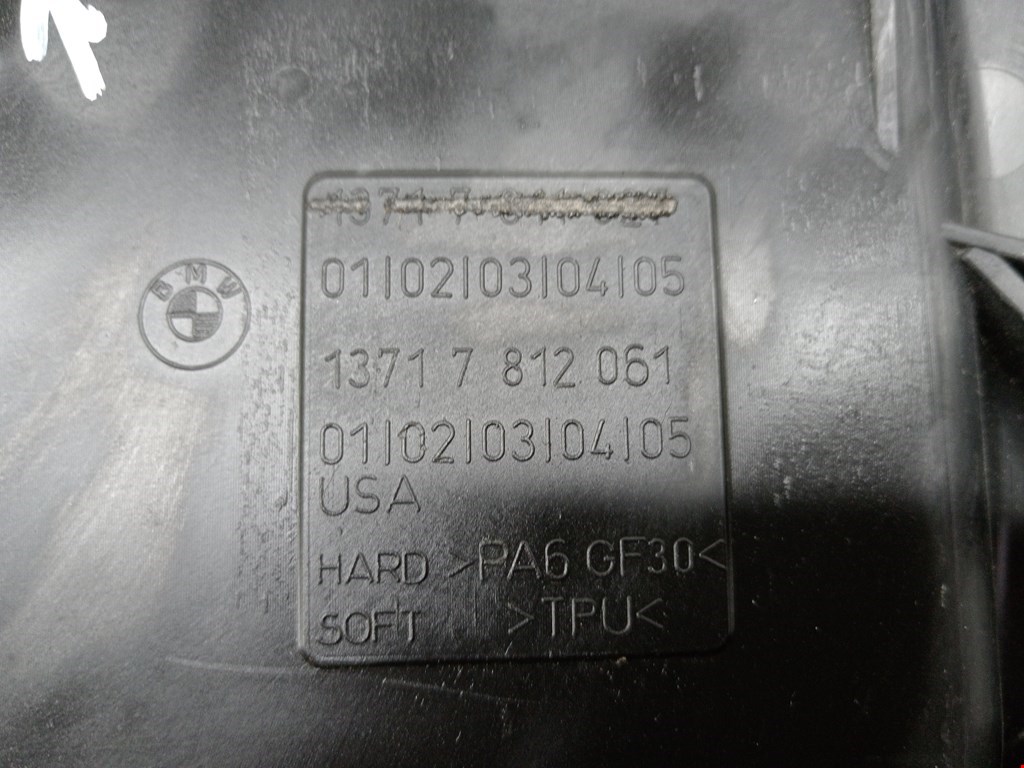 BMW
01|02|03|04|05
1371 7 812 061
01|02|03|04|05
USA
HARD >PA6 GF30<
SOFT >TPU<